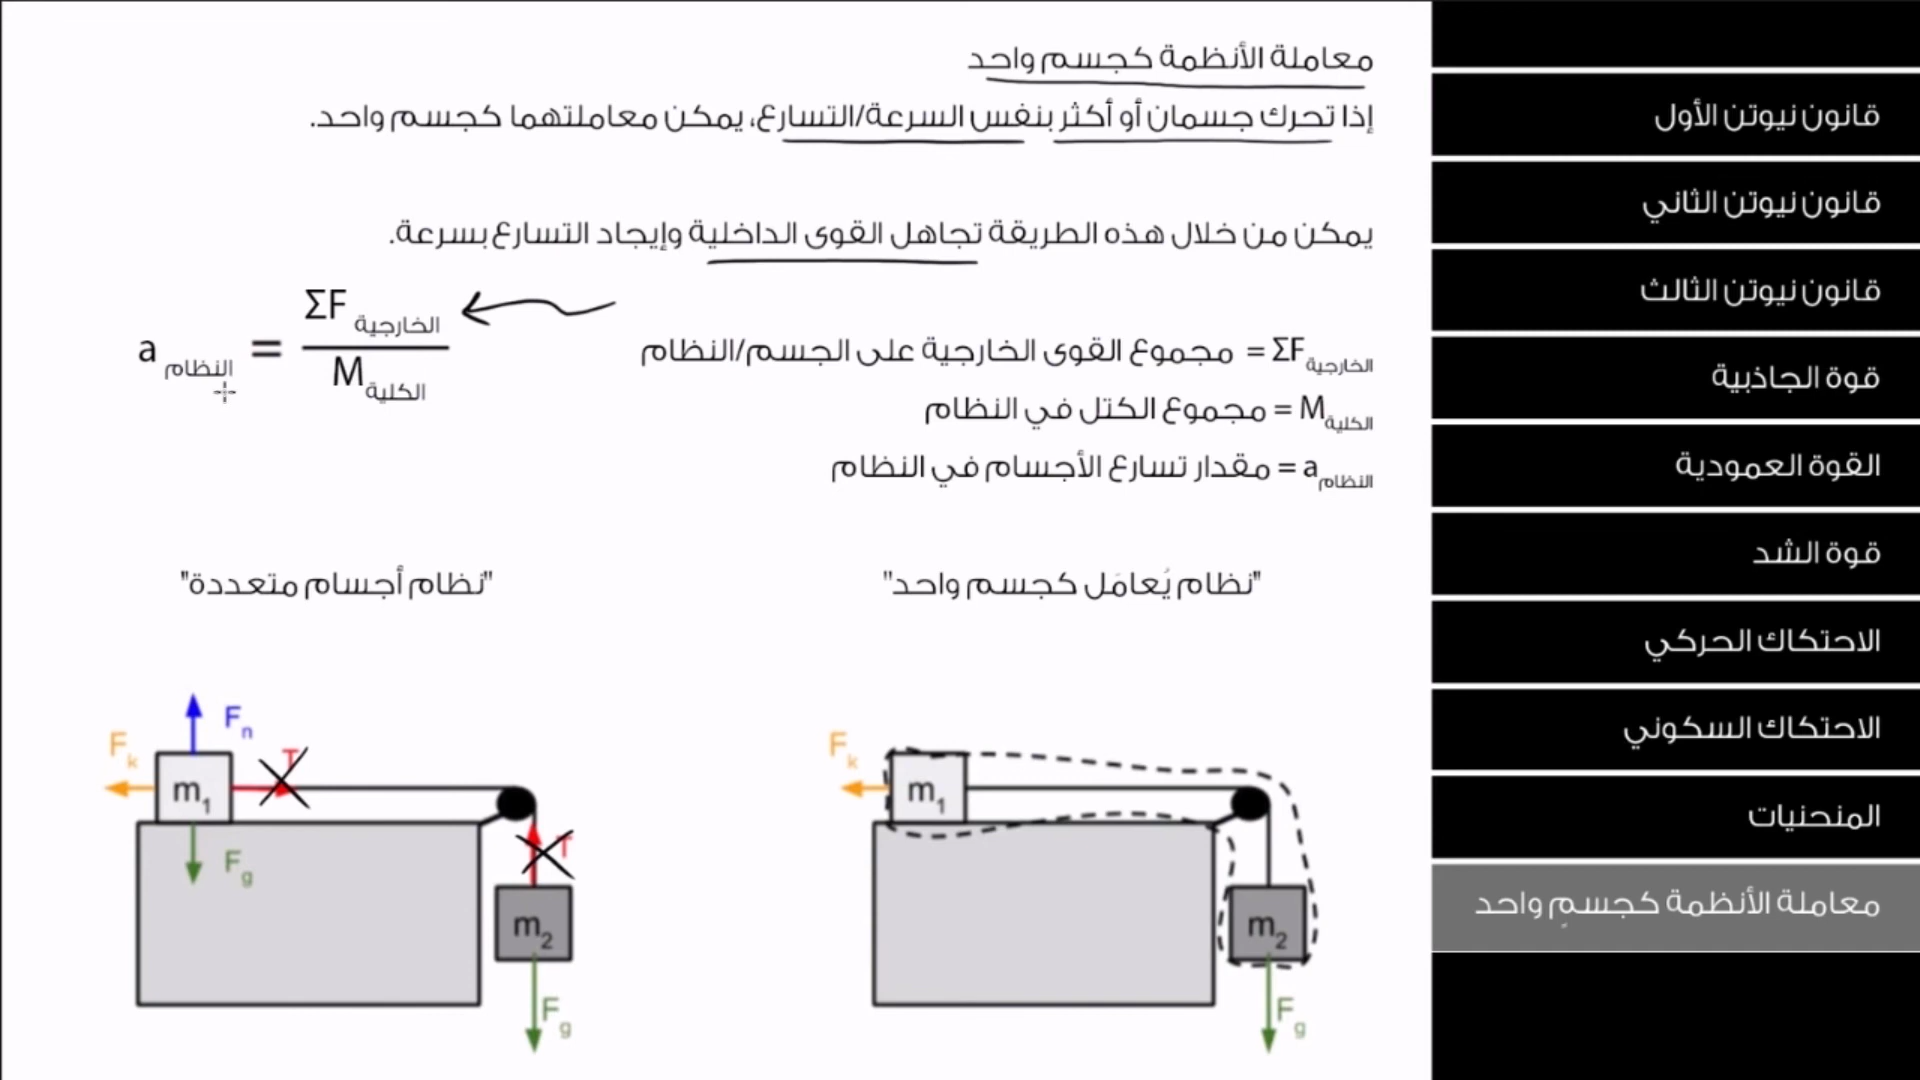 معاملة الأنظمة كجسم واحد
إذا تحرك جسمان أو أكثر بنفس السرعة/التسارع، يمكن معاملتهما كجسم واحد.
يمكن من خلال هذه الطريقة تجاهل القوى الداخلية وإيجاد التسارع بسرعة.
a النظام = ΣF الخارجية / M الكلية
ΣF الخارجية = مجموع القوى الخارجية على الجسم/النظام
M الكلية = مجموع الكتل في النظام
a النظام = مقدار تسارع الأجسام في النظام
"نظام يُعامَل كجسم واحد"
"نظام أجسام متعددة"
Fk
m1
m2
Fg
Fn
Fk
T
m1
Fg
T
m2
Fg
قانون نيوتن الأول
قانون نيوتن الثاني
قانون نيوتن الثالث
قوة الجاذبية
القوة العمودية
قوة الشد
الاحتكاك الحركي
الاحتكاك السكوني
المنحنيات
معاملة الأنظمة كجسمٍ واحد